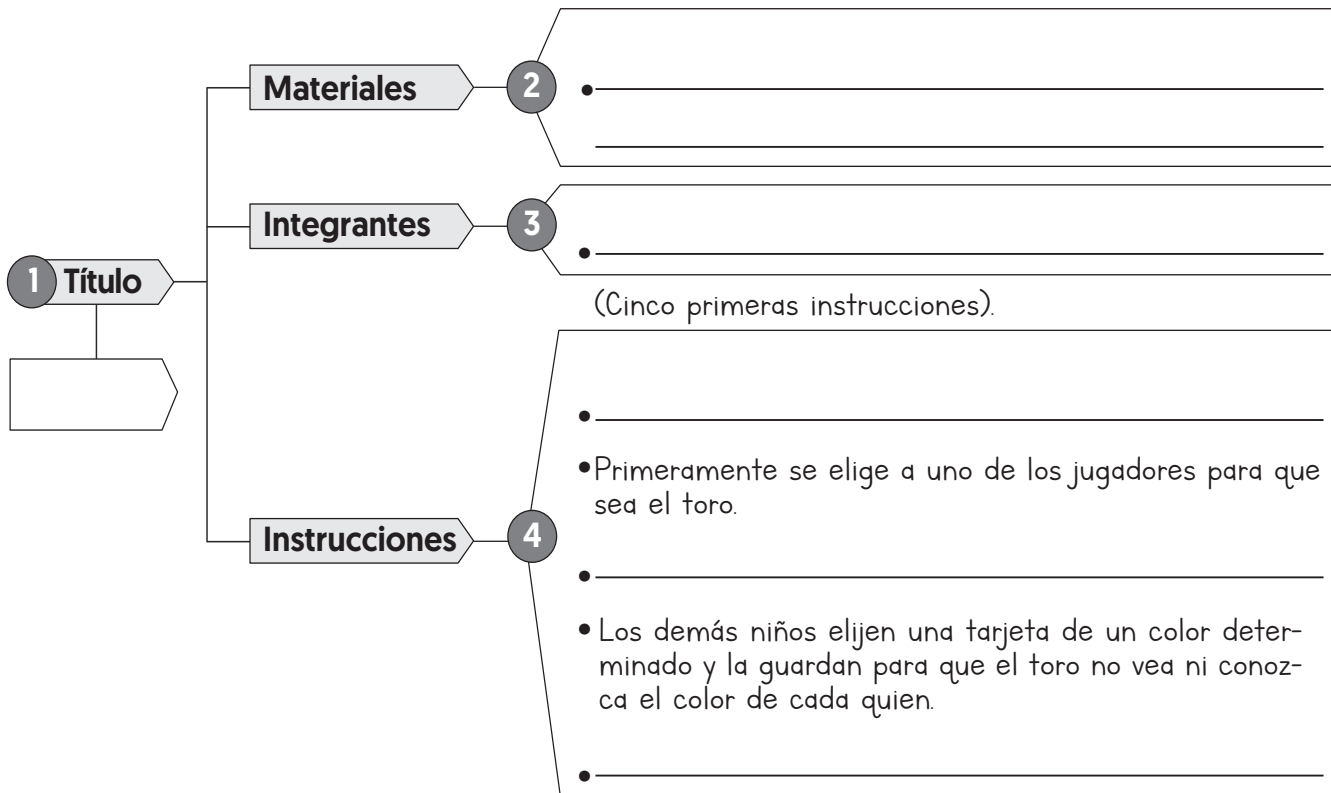 Materiales
2
Integrantes
3
1 Título
(Cinco primeras instrucciones).
Instrucciones
4
•Primeramente se elige a uno de los jugadores para que
sea el toro.
• Los demás niños elijen una tarjeta de un color deter-
minado y la guardan para que el toro no vea ni conoz-
ca el color de cada quien.